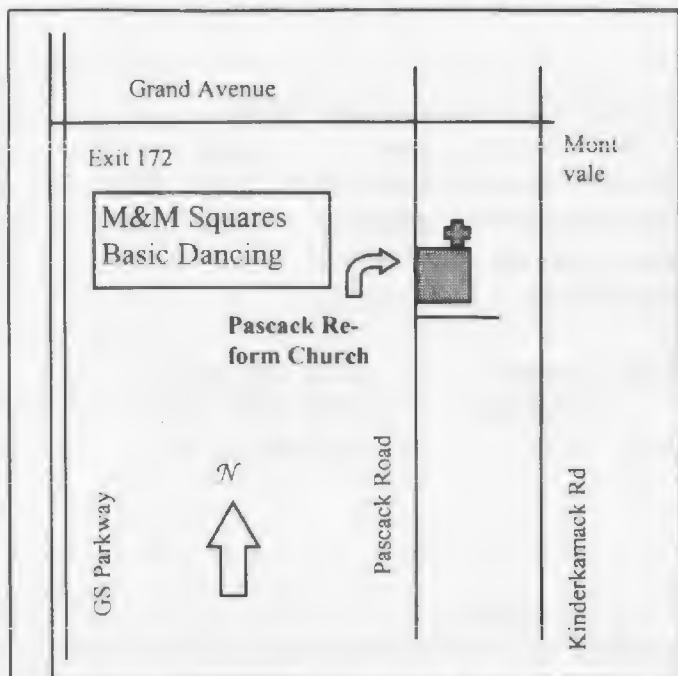 Grand Avenue
Exit 172
Mont
vale
M&M Squares
Basic Dancing
Pascack Re-
form Church
N
GS Parkway
Pascack Road
Kinderkamack Rd